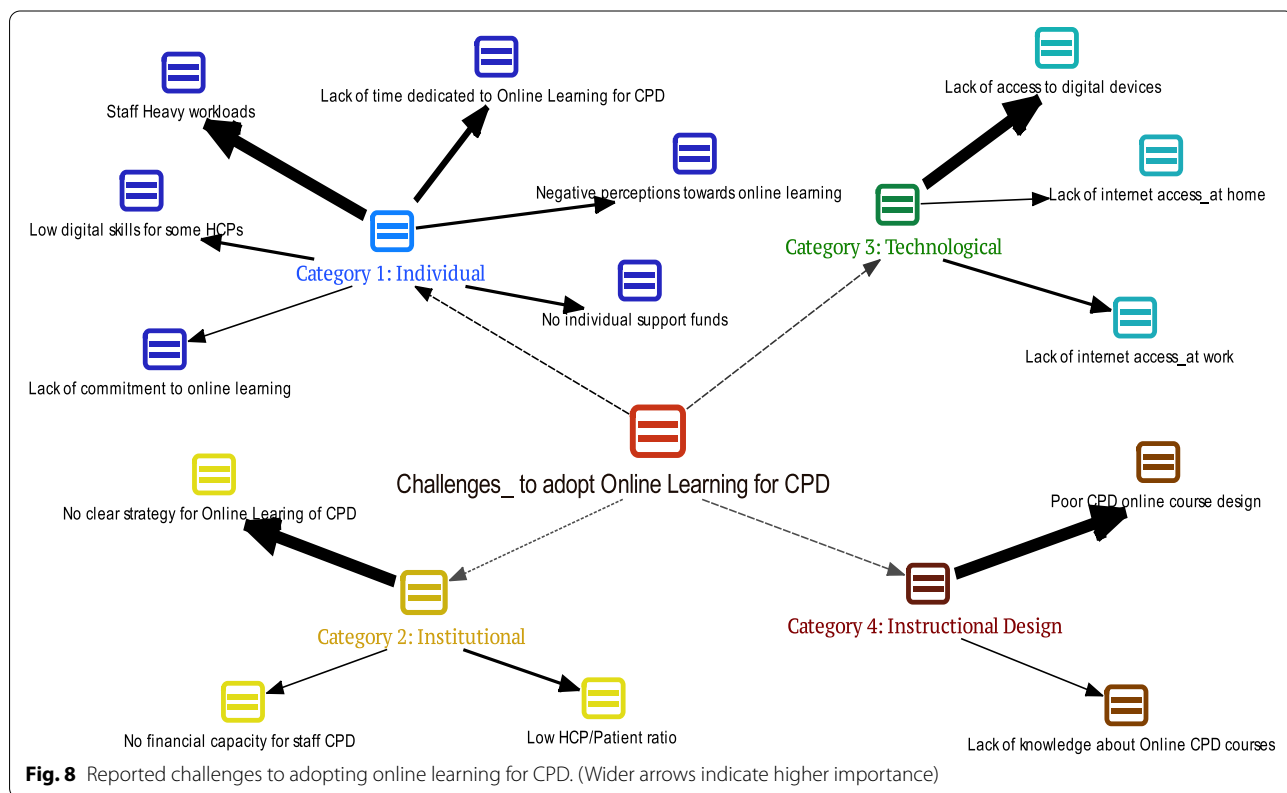 Staff Heavy workloads
Lack of time dedicated to Online Learning for CPD
Lack of access to digital devices
Negative perceptions towards online learning
Lack of internet access_at home
Low digital skills for some HCPs
Category 3: Technological
Category 1: Individual
No individual support funds
Lack of internet access_at work
Lack of commitment to online learning
Challenges_ to adopt Online Learning for CPD
No clear strategy for Online Learing of CPD
Poor CPD online course design
Category 2: Institutional
Category 4: Instructional Design
No financial capacity for staff CPD
Low HCP/Patient ratio
Lack of knowledge about Online CPD courses
Fig. 8 Reported challenges to adopting online learning for CPD. (Wider arrows indicate higher importance)